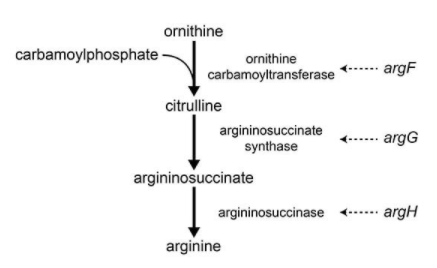 ornithine
carbamoylphosphate
ornithine
carbamoyltransferase
argF
citrulline
argininosuccinate
synthase
argG
argininosuccinate
argininosuccinase
argH
arginine